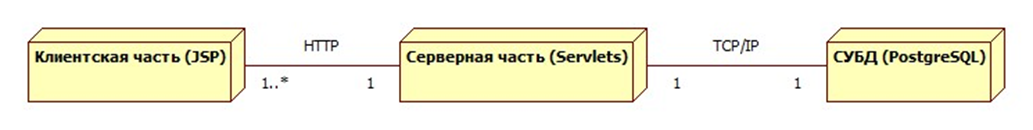 HTTP
TCP/IP
Клиентская часть (JSP)
Серверная часть (Servlets)
СУБД (PostgreSQL)
1..*
1
1
1